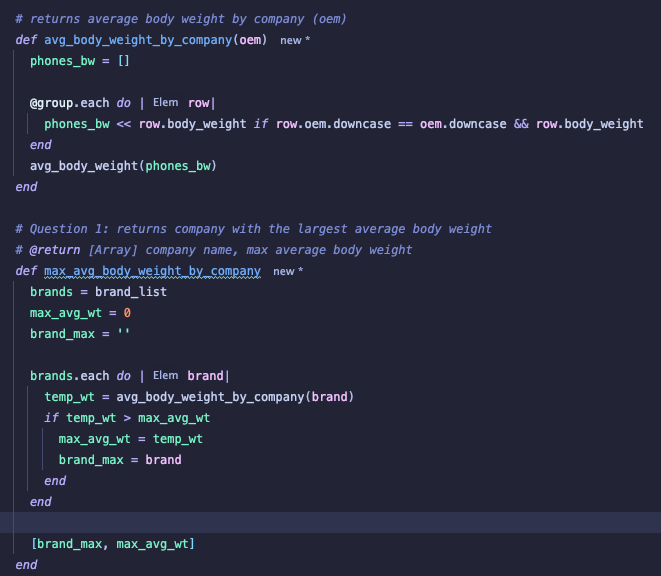 # returns average body weight by company (oem)
def avg_body_weight_by_company(oem) new *
phones_bw = []
@group.each do | Elem row|
phones_bw << row.body_weight if row.oem.downcase == oem.downcase && row.body_weight
end
avg_body_weight(phones_bw)
end
# Question 1: returns company with the largest average body weight
# @return [Array] company name, max average body weight
def max_avg_body_weight_by_company new *
brands = brand_list
max_avg_wt = 0
brand_max = ''
brands.each do | Elem brand|
temp_wt = avg_body_weight_by_company(brand)
if temp_wt > max_avg_wt
max_avg_wt = temp_wt
brand_max = brand
end
end
[brand_max, max_avg_wt]
end